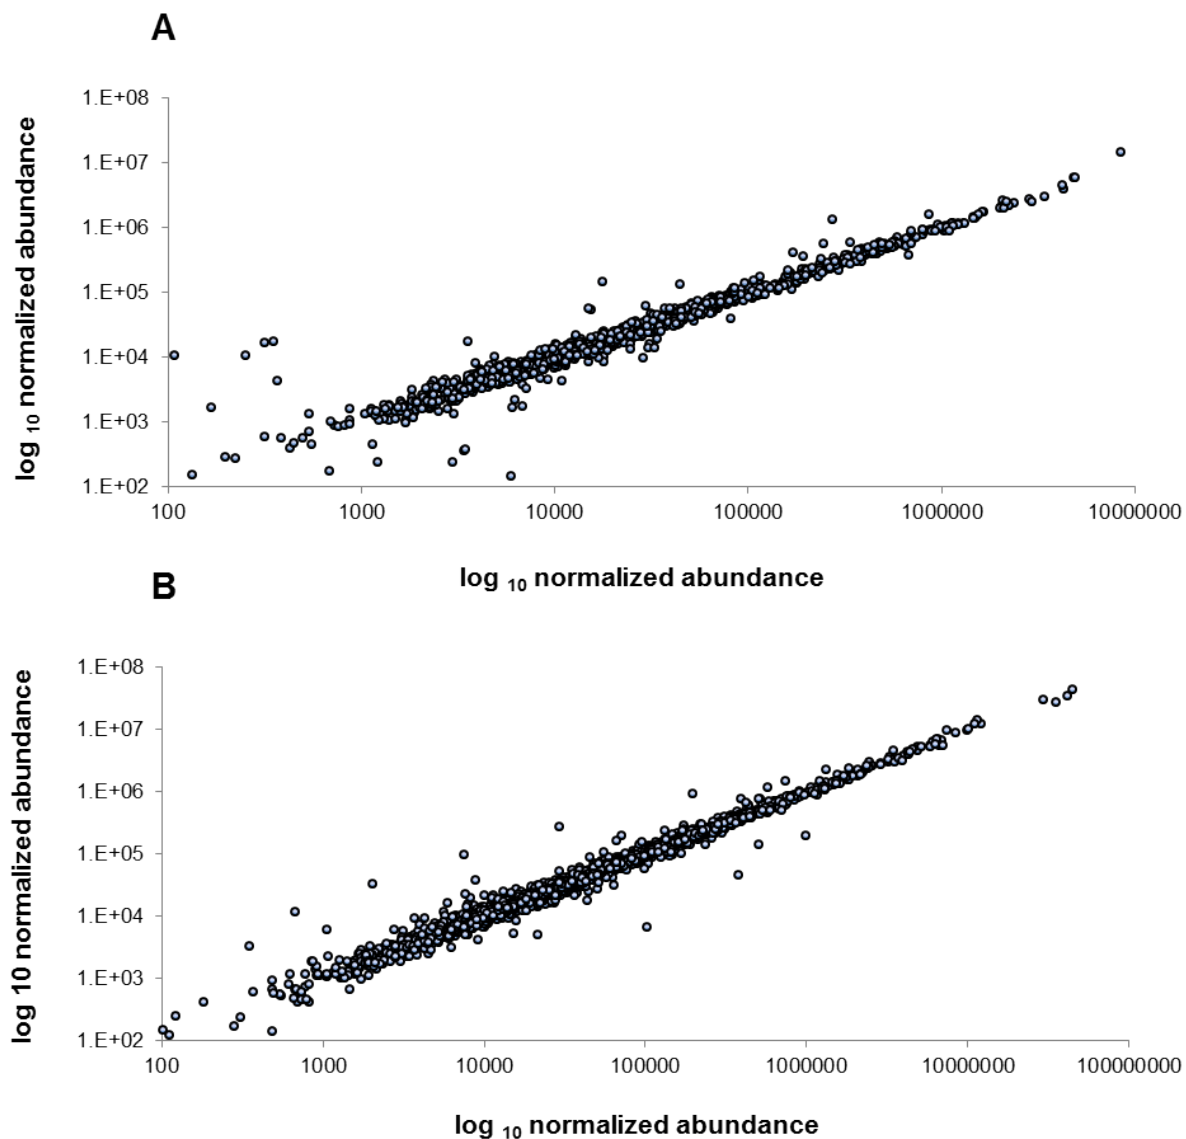 A
log 10 normalized abundance
1.E+08
1.E+07
1.E+06
1.E+05
1.E+04
1.E+03
1.E+02
100 1000 10000 100000 1000000 10000000
log 10 normalized abundance
B
log 10 normalized abundance
1.E+08
1.E+07
1.E+06
1.E+05
1.E+04
1.E+03
1.E+02
100 1000 10000 100000 1000000 10000000 100000000
log 10 normalized abundance